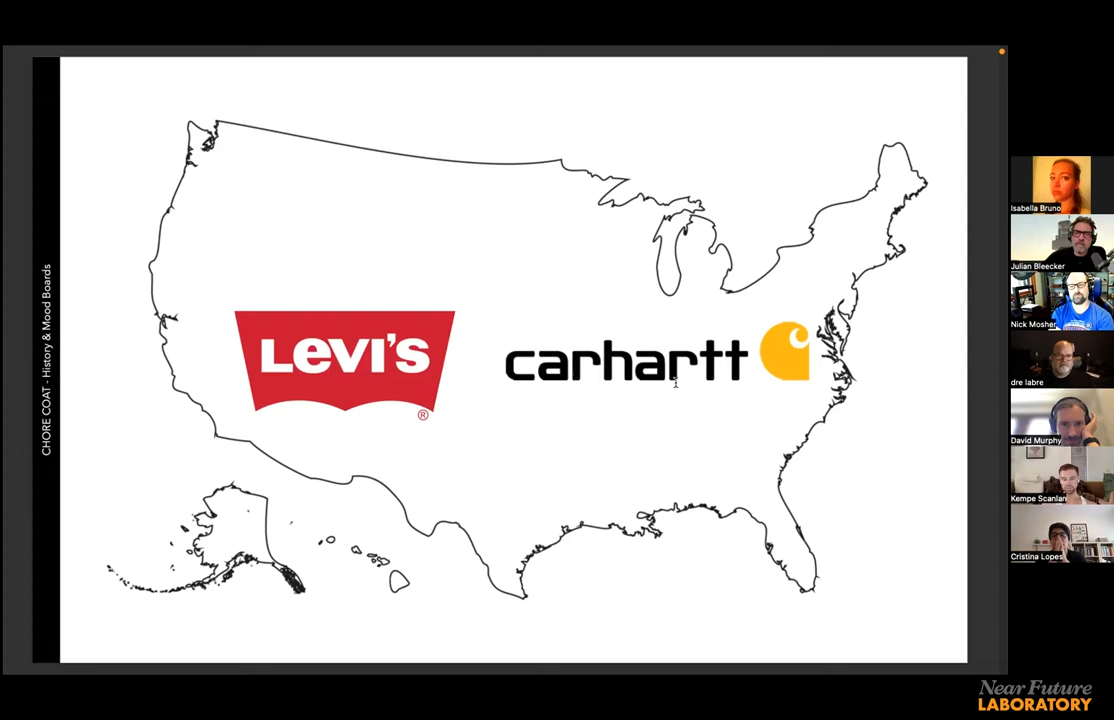 CHORE COAT - History & Mood Boards
LEVI'S
®
carhartt
Isabella Bruno
Julian Bleecker
Nick Mosher
dre labre
David Murphy
Kempe Scanlan
Cristina Lopes
Near Future
LABORATORY